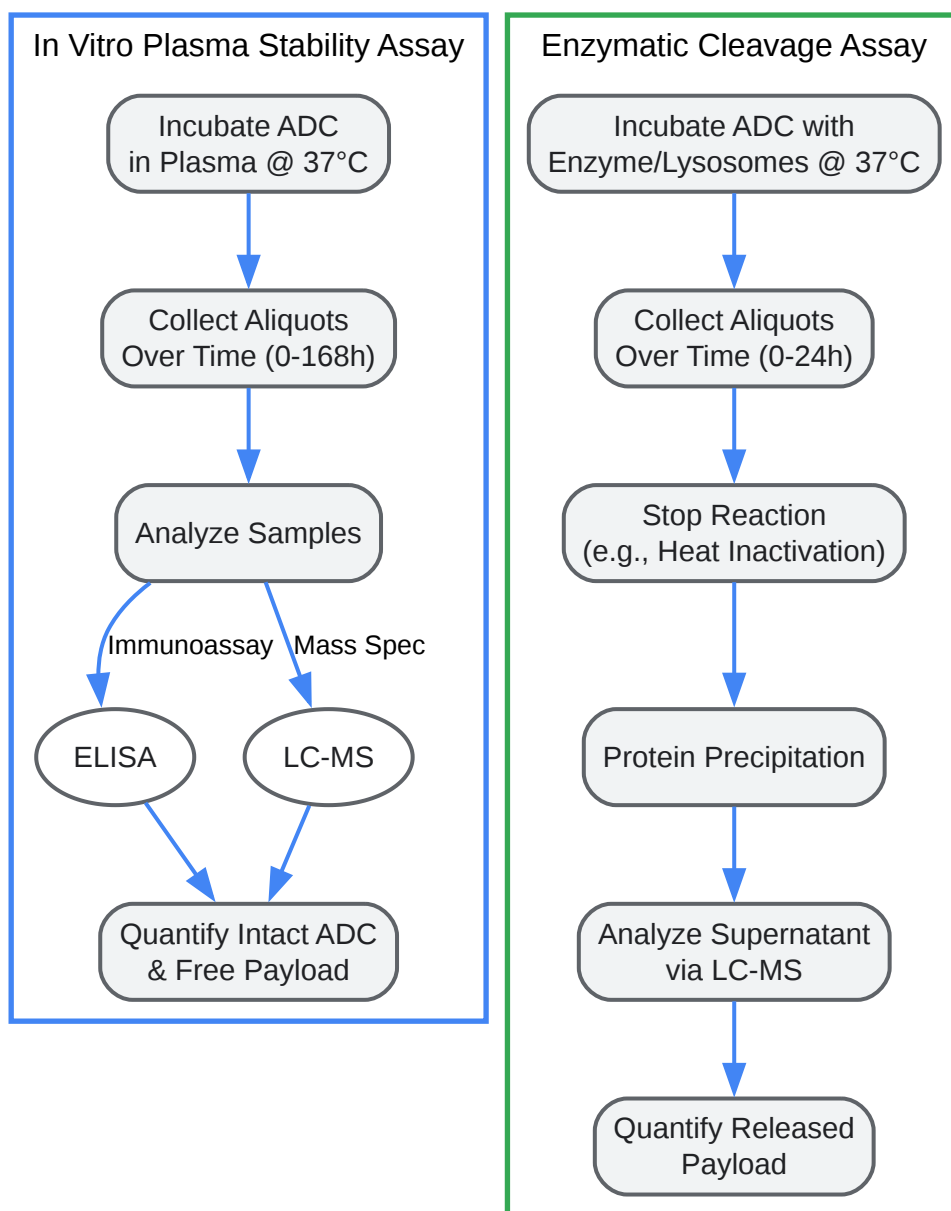 In Vitro Plasma Stability Assay
Incubate ADC
in Plasma @ 37°C
Collect Aliquots
Over Time (0-168h)
Analyze Samples
Immunoassay
Mass Spec
ELISA
LC-MS
Quantify Intact ADC
& Free Payload
Enzymatic Cleavage Assay
Incubate ADC with
Enzyme/Lysosomes @ 37°C
Collect Aliquots
Over Time (0-24h)
Stop Reaction
(e.g., Heat Inactivation)
Protein Precipitation
Analyze Supernatant
via LC-MS
Quantify Released
Payload